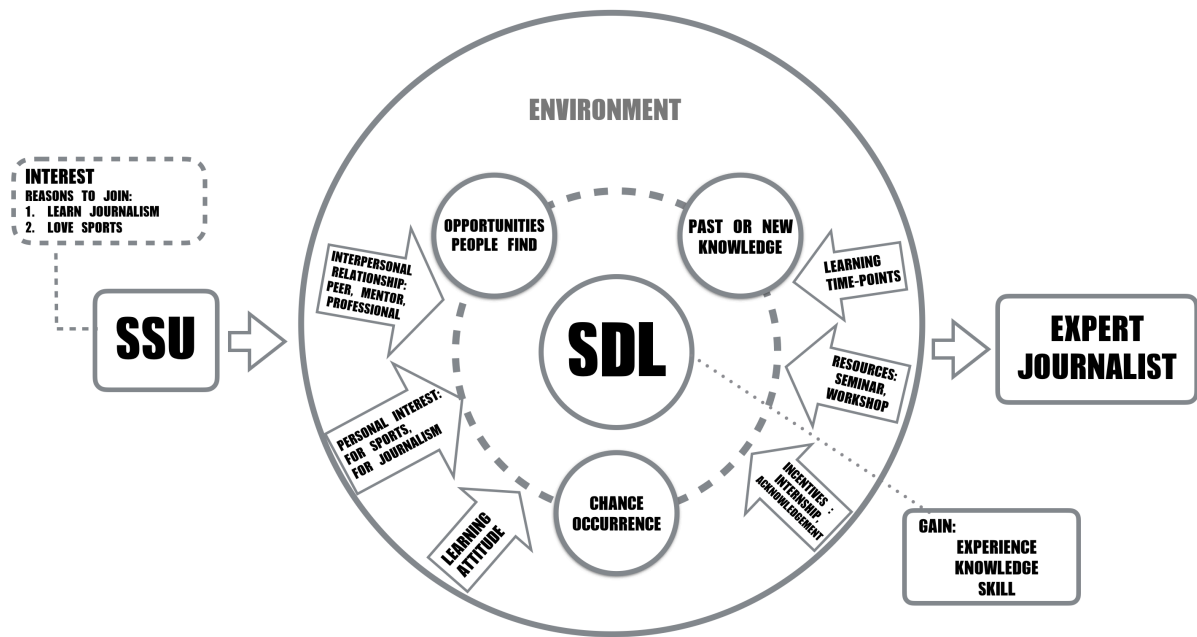 ENVIRONMENT
INTEREST
REASONS TO JOIN:
1. LEARN JOURNALISM
2. LOVE SPORTS
SSU
OPPORTUNITIES
PEOPLE FIND
PAST OR NEW
KNOWLEDGE
INTERPERSONAL
RELATIONSHIP:
PEER, MENTOR,
PROFESSIONAL
LEARNING
TIME-POINTS
SDL
EXPERT
JOURNALIST
PERSONAL INTEREST:
FOR SPORTS,
FOR JOURNALISM
RESOURCES:
SEMINAR,
WORKSHOP
LEARNING
ATTITUDE
CHANCE
OCCURRENCE
INCENTIVES :
INTERNSHIP,
ACKNOWLEDGEMENT
GAIN:
EXPERIENCE
KNOWLEDGE
SKILL